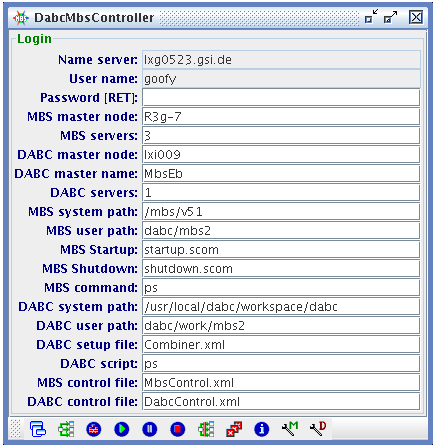 DabcMbsController
Login
Name server: lxg0523.gsi.de
User name: goofy
Password [RET]:
MBS master node: R3g-7
MBS servers: 3
DABC master node: lxi009
DABC master name: MbsEb
DABC servers: 1
MBS system path: /mbs/v51
MBS user path: dabc/mbs2
MBS Startup: startup.scom
MBS Shutdown: shutdown.scom
MBS command: ps
DABC system path: /usr/local/dabc/workspace/dabc
DABC user path: dabc/work/mbs2
DABC setup file: Combiner.xml
DABC script: ps
MBS control file: MbsControl.xml
DABC control file: DabcControl.xml
M D